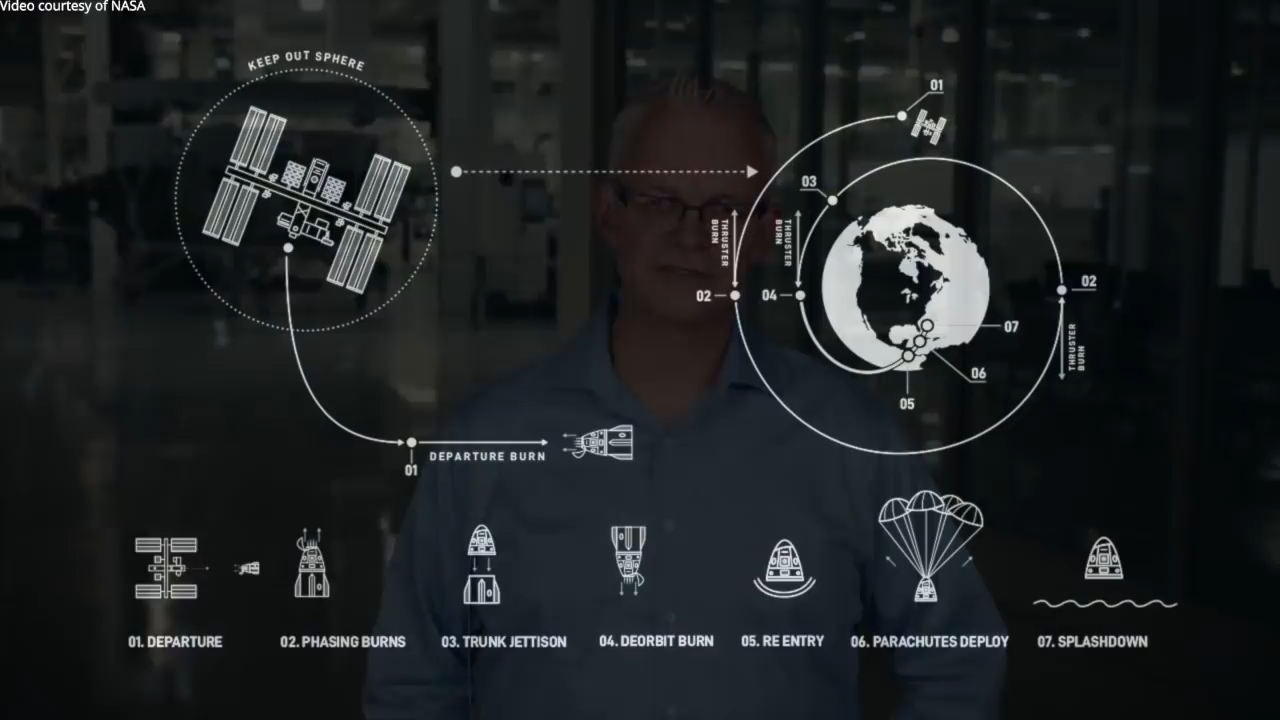 Video courtesy of NASA
KEEP OUT SPHERE
01
03
THRUSTER
BURN
THRUSTER
BURN
02
04
02
THRUSTER
BURN
07
06
05
DEPARTURE BURN
01
01. DEPARTURE
02. PHASING BURNS
03. TRUNK JETTISON
04. DEORBIT BURN
05. RE ENTRY
06. PARACHUTES DEPLOY
07. SPLASHDOWN